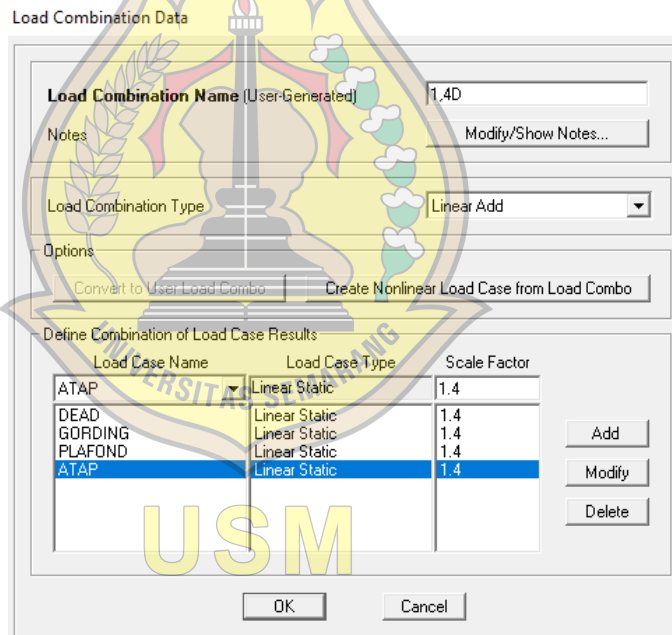 Load Combination Data
Load Combination Name (User-Generated) 1,4D
Notes Modify/Show Notes...
Load Combination Type Linear Add
Options
Convert to User Load Combo Create Nonlinear Load Case from Load Combo
Define Combination of Load Case Results
Load Case Name Load Case Type Scale Factor
ATAP Linear Static 1.4
DEAD Linear Static 1.4
GORDING Linear Static 1.4
PLAFOND Linear Static 1.4
ATAP Linear Static 1.4
Add
Modify
Delete
UNIVERSITAS SEMARANG
USM
OK Cancel